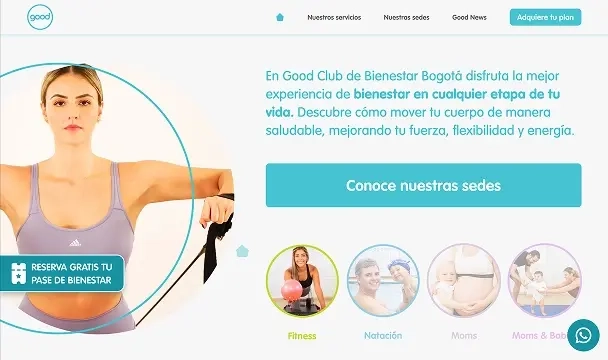 good
Nuestros servicios
Nuestras sedes
Good News
Adquiere tu plan
En Good Club de Bienestar Bogotá disfruta la mejor
experiencia de bienestar en cualquier etapa de tu
vida. Descubre cómo mover tu cuerpo de manera
saludable, mejorando tu fuerza, flexibilidad y energía.
Conoce nuestras sedes
RESERVA GRATIS TU
PASE DE BIENESTAR
Fitness
Natación
Moms
Moms & Bab